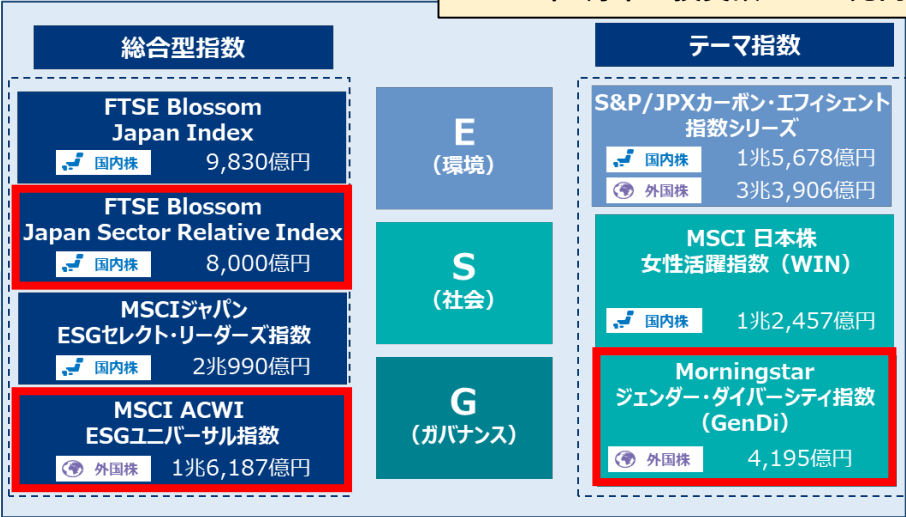 総合型指数
FTSE Blossom
Japan Index
国内株 9,830億円
FTSE Blossom
Japan Sector Relative Index
国内株 8,000億円
MSCIジャパン
ESGセレクト・リーダーズ指数
国内株 2兆990億円
MSCI ACWI
ESGユニバーサル指数
外国株 1兆6,187億円
E
(環境)
S
(社会)
G
(ガバナンス)
テーマ指数
S&P/JPXカーボン・エフィシェント
指数シリーズ
国内株 1兆5,678億円
外国株 3兆3,906億円
MSCI 日本株
女性活躍指数(WIN)
国内株 1兆2,457億円
Morningstar
ジェンダー・ダイバーシティ指数
(GenDi)
外国株 4,195億円